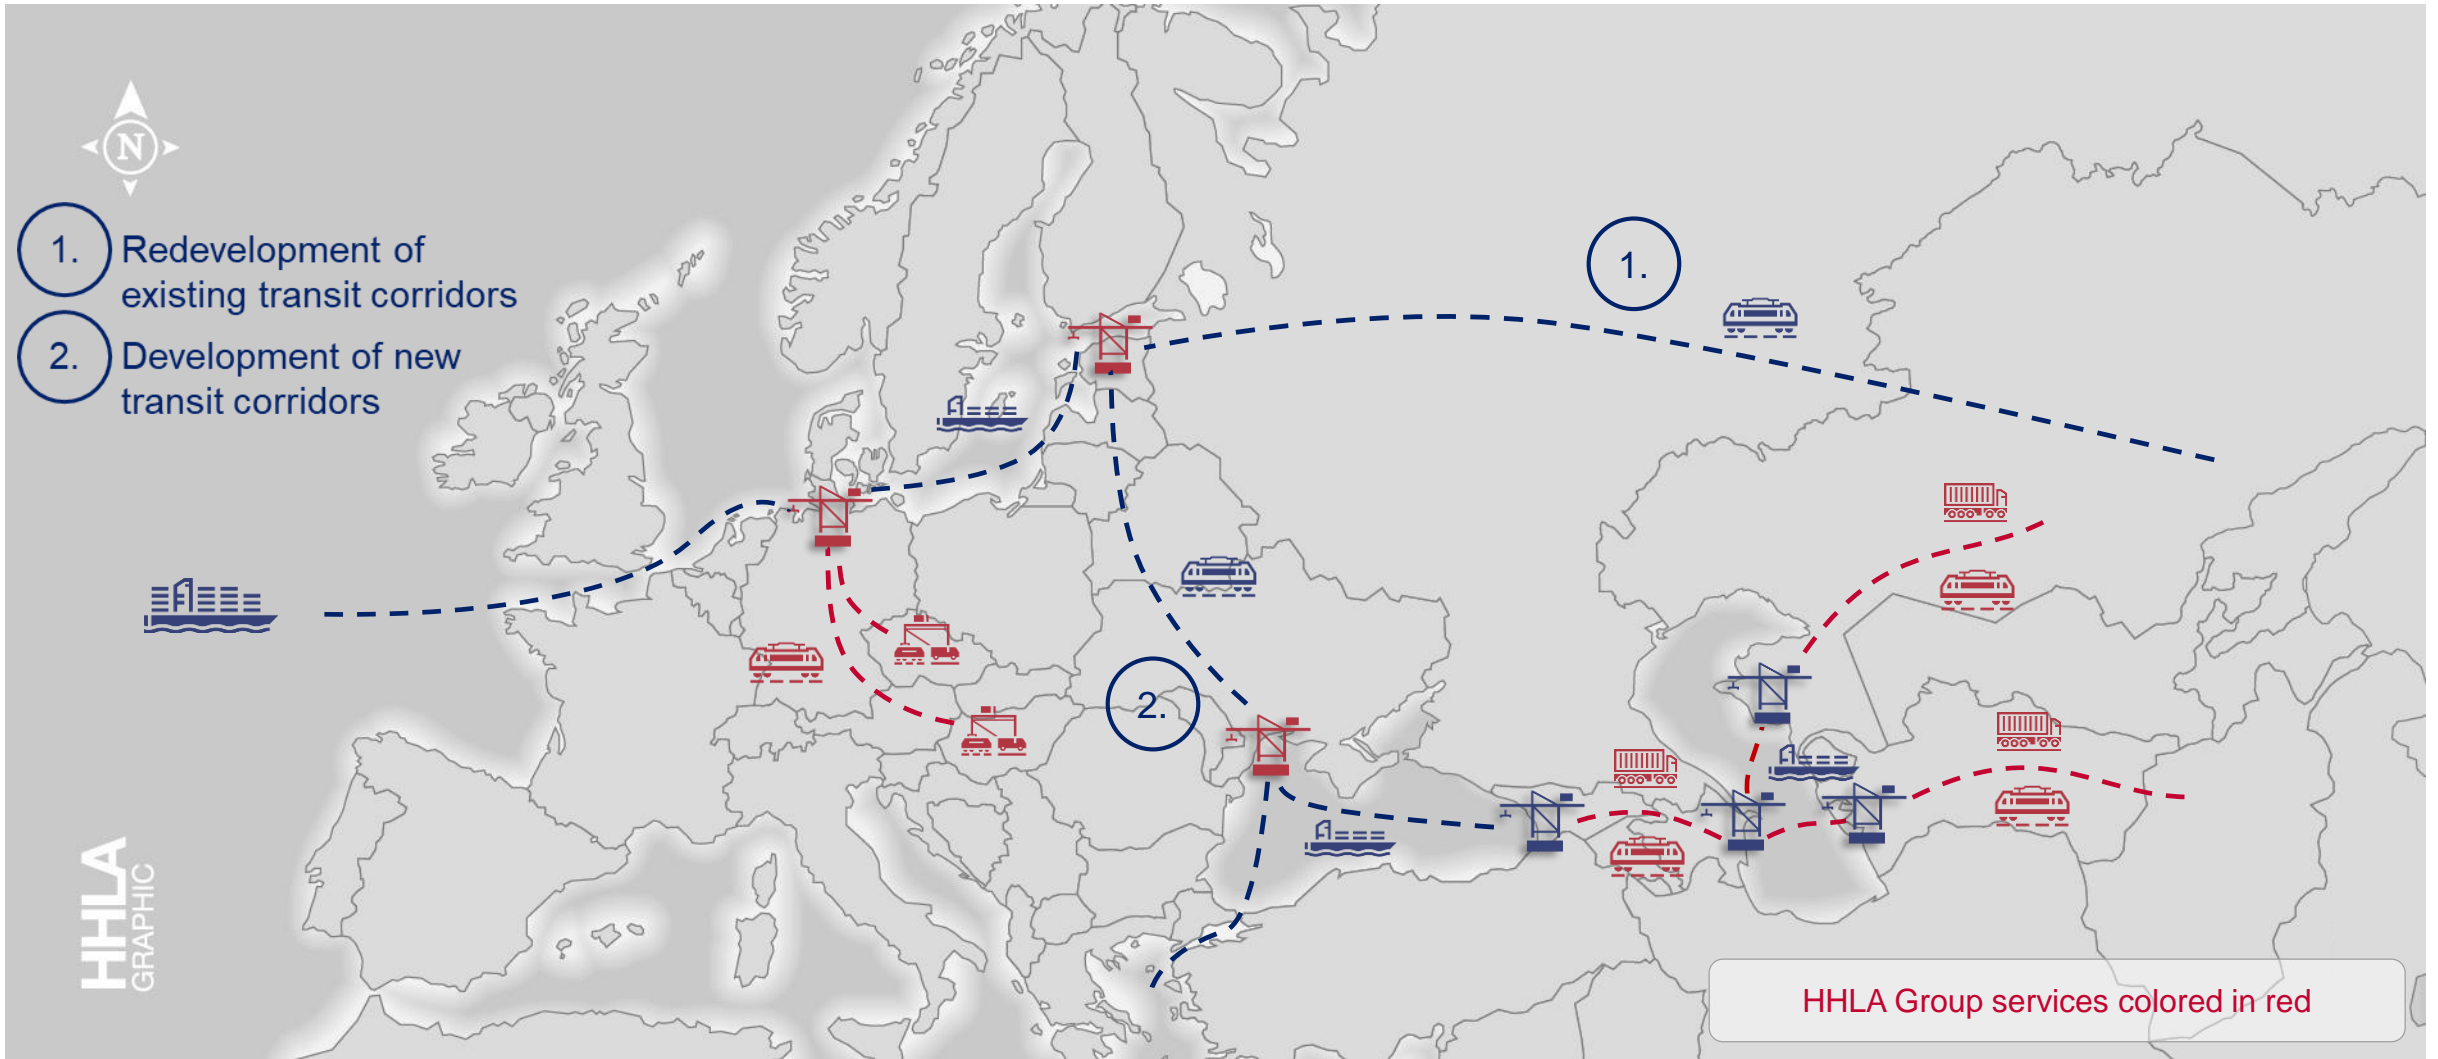 N
1.
Redevelopment of
existing transit corridors
2.
Development of new
transit corridors
1.
2.
HHLA
GRAPHIC
HHLA Group services colored in red